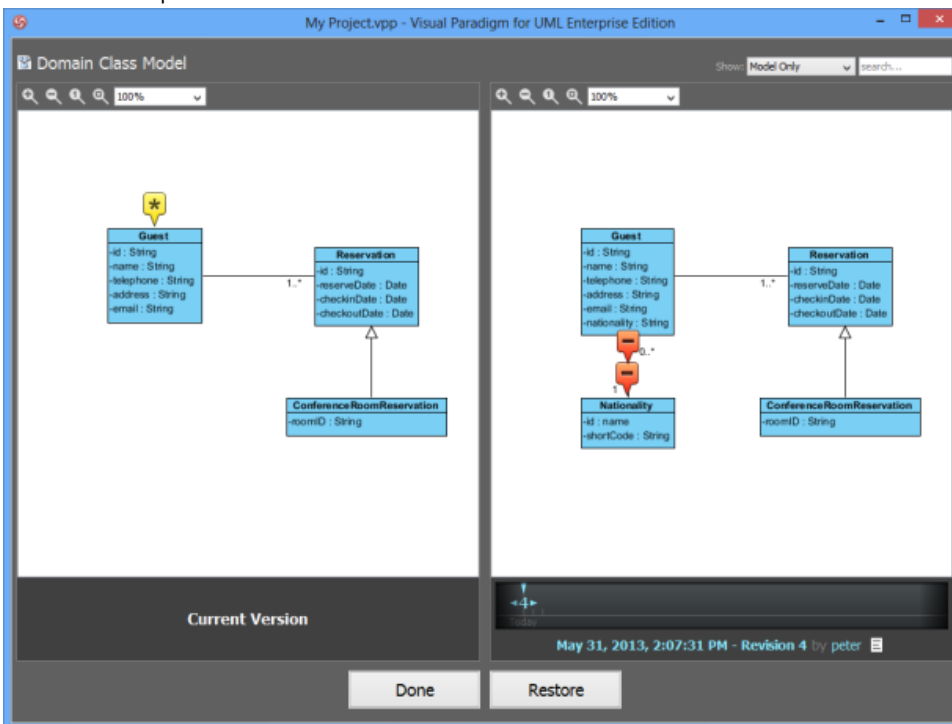 My Project.vpp - Visual Paradigm for UML Enterprise Edition
Domain Class Model
Show: Model Only search...
100%
100%
Guest
-id : String
-name : String
-telephone : String
-address : String
-email : String
1..*
Reservation
-id : String
-reserveDate : Date
-checkinDate : Date
-checkoutDate : Date
ConferenceRoomReservation
-roomID : String
Guest
-id : String
-name : String
-telephone : String
-address : String
-email : String
-nationality : String
0..*
1
Nationality
-id : name
-shortCode : String
1..*
Reservation
-id : String
-reserveDate : Date
-checkinDate : Date
-checkoutDate : Date
ConferenceRoomReservation
-roomID : String
Current Version
4
Today
May 31, 2013, 2:07:31 PM - Revision 4 by peter
Done
Restore